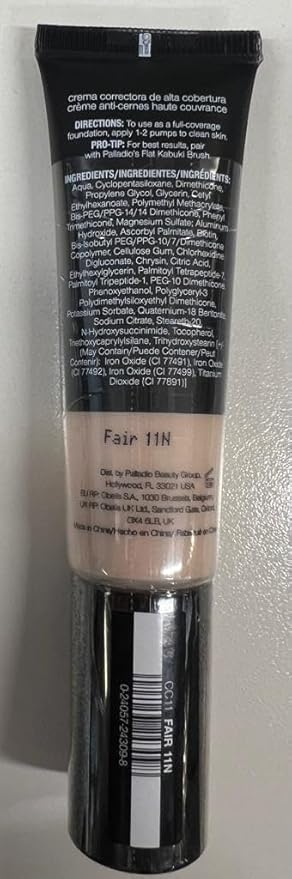 crema correctora de alta cobertura
crème anti-cernes haute couvrance
DIRECTIONS: To use as a full-coverage
foundation, apply 1-2 pumps to clean skin.
PRO-TIP: For best results, pair
with Palladio's Flat Kabuki Brush.
INGREDIENTS/INGREDIENTES/INGRÉDIENTS:
Aqua, Cyclopentasiloxane, Dimethicone,
Propylene Glycol, Glycerin, Cetyl
Ethylhexanoate, Polymethyl Methacrylate,
Bis-PEG/PPG-14/14 Dimethicone, Phenyl
Trimethicone, Magnesium Sulfate, Aluminum
Hydroxide, Ascorbyl Palmitate, Biotin,
Bis-Isobutyl PEG/PPG-10/7/Dimethicone
Copolymer, Cellulose Gum, Chlorhexidine
Digluconate, Chrysin, Citric Acid,
Ethylhexylglycerin, Palmitoyl Tetrapeptide-7,
Palmitoyl Tripeptide-1, PEG-10 Dimethicone,
Phenoxyethanol, Polyglyceryl-3
Polydimethylsiloxyethyl Dimethicone,
Potassium Sorbate, Quaternium-18 Bentonite,
Sodium Citrate, Steareth-20,
N-Hydroxysuccinimide, Tocopherol,
Triethoxycaprylylsilane, Trihydroxystearin [+/-
(May Contain/Puede Contener/Peut
Contenir): Iron Oxide (CI 77491), Iron Oxide
(CI 77492), Iron Oxide (CI 77499), Titanium
Dioxide (CI 77891)]
Fair 11N
Dist. by Palladio Beauty Group,
Hollywood, FL 33021 USA
EU RP: Obelis S.A., 1030 Brussels, Belgium,
UK RP: Obelis UK Ltd., Sandford Gate, Oxford,
OX4 6LB, UK
Made in China/Hecho en China/ Fabriqué en Chine
CC11 FAIR 11N
0-24057-24309-8